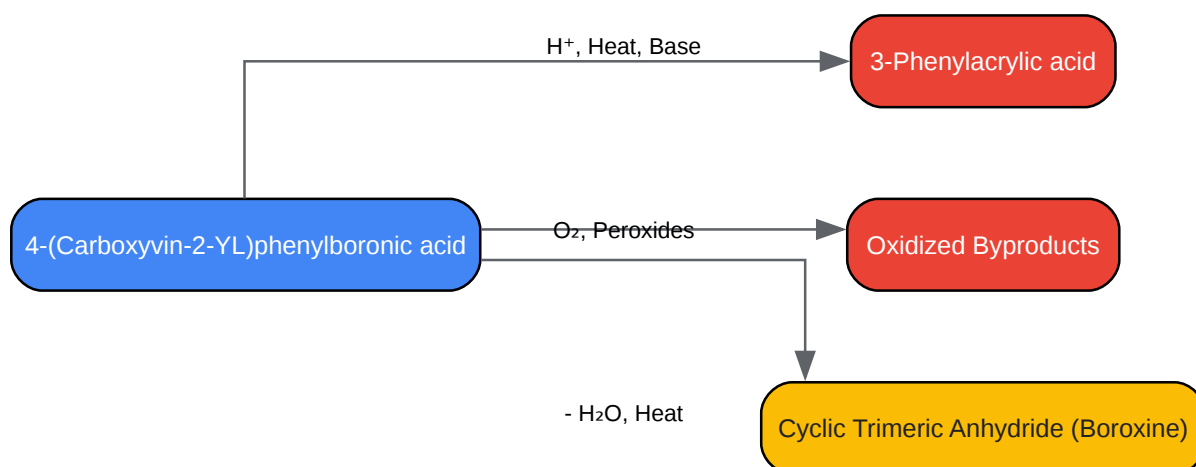 H⁺, Heat, Base
3-Phenylacrylic acid
4-(Carboxyvin-2-YL)phenylboronic acid
O₂, Peroxides
Oxidized Byproducts
- H₂O, Heat
Cyclic Trimeric Anhydride (Boroxine)